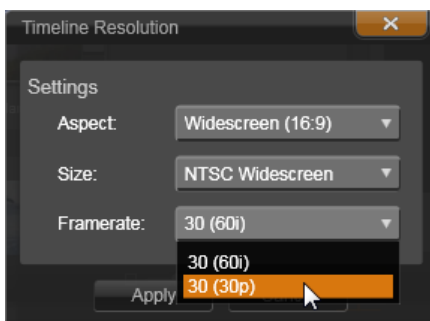 Timeline Resolution
Settings
Aspect: Widescreen (16:9)
Size: NTSC Widescreen
Framerate: 30 (60i)
30 (60i)
30 (30p)
Apply